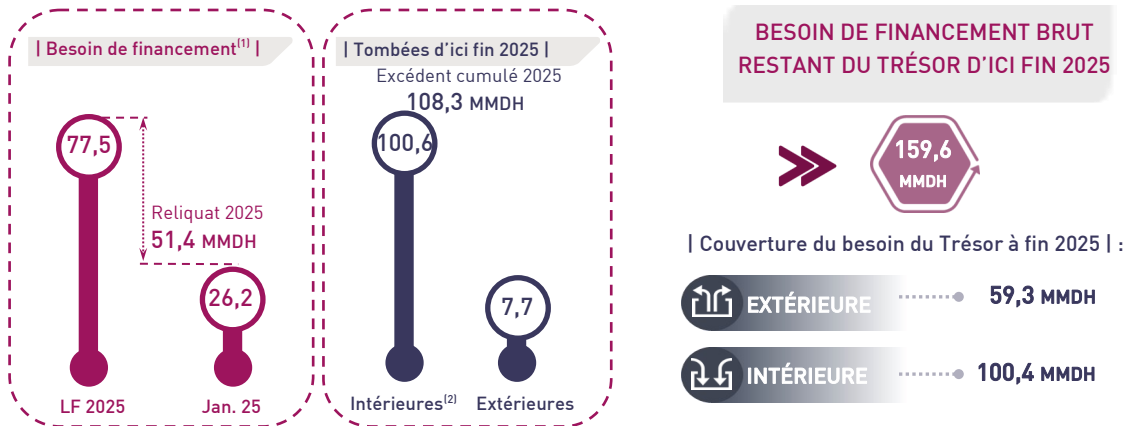 | Besoin de financement(1) |
77,5
Reliquat 2025
51,4 MMDH
26,2
LF 2025
Jan. 25
| Tombées d'ici fin 2025 |
Excédent cumulé 2025
108,3 MMDH
100,6
7,7
Intérieures(2)
Extérieures
BESOIN DE FINANCEMENT BRUT
RESTANT DU TRÉSOR D'ICI FIN 2025
159,6
MMDH
| Couverture du besoin du Trésor à fin 2025 | :
EXTÉRIEURE
59,3 MMDH
INTÉRIEURE
100,4 MMDH